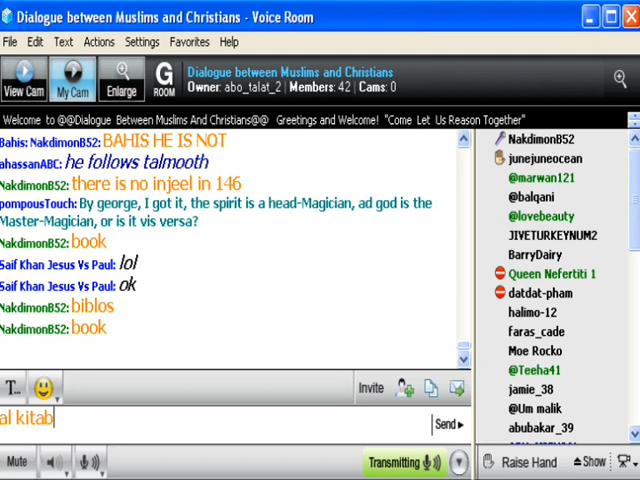 Dialogue between Muslims and Christians - Voice Room
File Edit Text Actions Settings Favorites Help
View Cam
My Cam
Enlarge
G
ROOM
Dialogue between Muslims and Christians
Owner: abo_talat_2 | Members: 42 | Cams: 0
Welcome to @@Dialogue Between Muslims And Christians@@ Greetings and Welcome! "Come Let Us Reason Together"
Bahis: NakdimonB52: BAHIS HE IS NOT
ahassanABC: he follows talmooth
NakdimonB52: there is no injeel in 146
pompousTouch: By george, I got it, the spirit is a head-Magician, ad god is the
Master-Magician, or is it vis versa?
NakdimonB52: book
Saif Khan Jesus Vs Paul: lol
Saif Khan Jesus Vs Paul: ok
NakdimonB52: biblos
NakdimonB52: book
NakdimonB52
junejuneocean
@marwan121
@balqani
@lovebeauty
JIVETURKEYNUM2
BarryDairy
Queen Nefertiti 1
datdat-pham
halimo-12
faras_cade
Moe Rocko
@Teeha41
jamie_38
@Um malik
abubakar_39
T... Invite
al kitab
Send
Mute
Transmitting
Raise Hand
Show